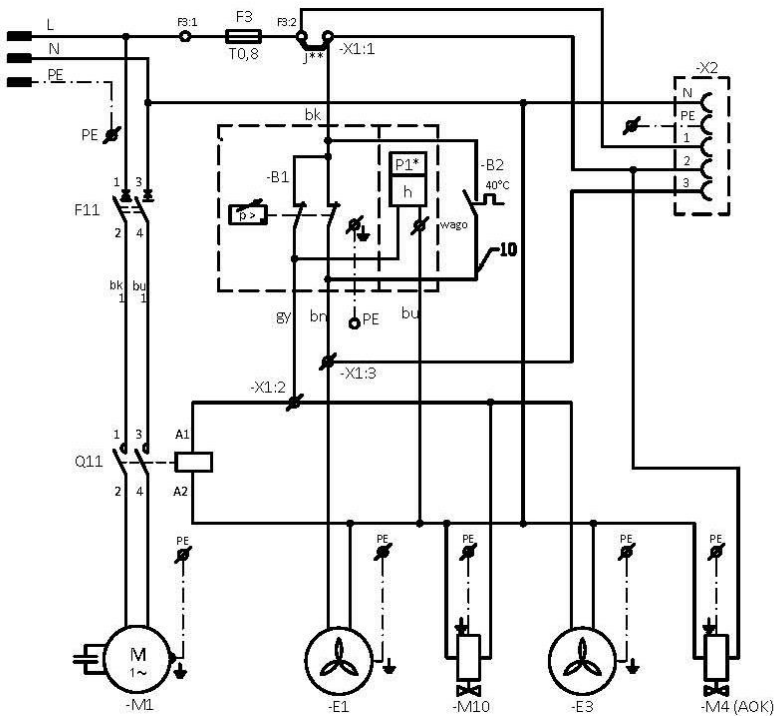 L
F3:1
F3
F3:2
T0,8
j**
-X1:1
N
PE
-X2
N
PE
PE
1
2
3
bk
P1*
h
-B1
-B2
40°C
p >
wago
1 3
F11
2 4
10
bk
1
bu
1
gy
bn
PE
bu
-X1:3
-X1:2
1 3
A1
Q11
A2
2 4
PE
PE
PE
PE
PE
M
1~
-M1
-E1
-M10
-E3
-M4 (AOK)